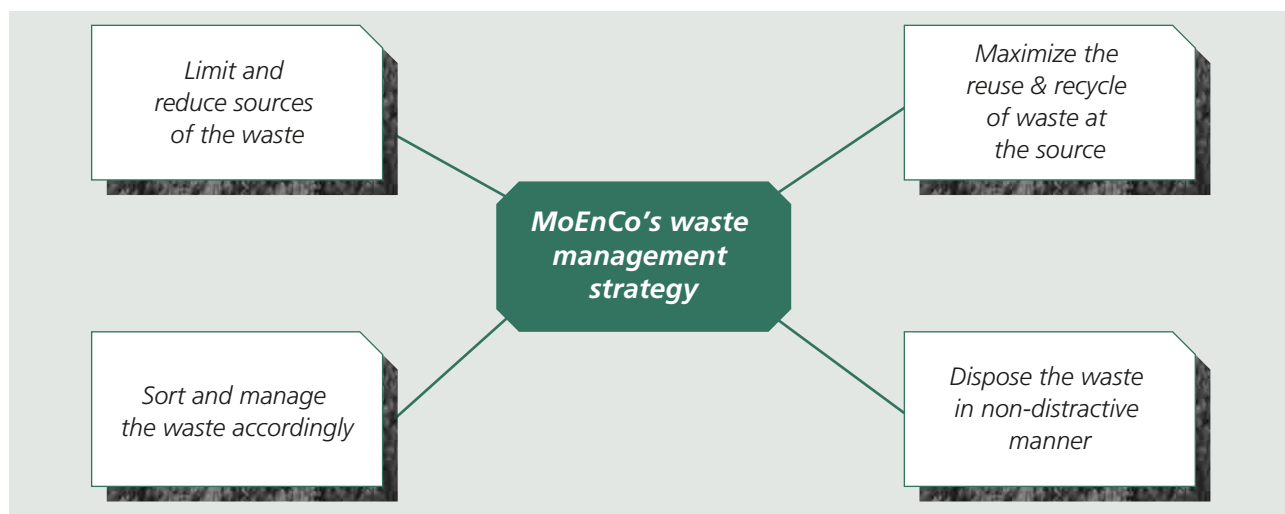 Limit and
reduce sources
of the waste
Maximize the
reuse & recycle
of waste at
the source
MoEnCo's waste
management
strategy
Sort and manage
the waste accordingly
Dispose the waste
in non-distractive
manner